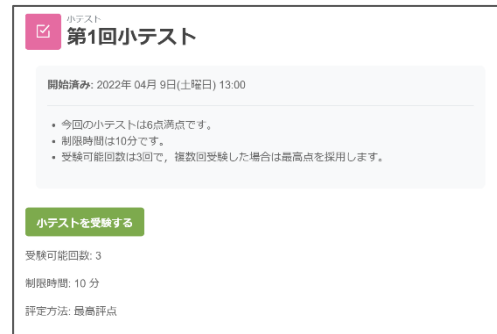 小テスト
第1回小テスト
開始済み: 2022年 04月 9日(土曜日) 13:00
• 今回の小テストは6点満点です。
• 制限時間は10分です。
• 受験可能回数は3回で，複数回受験した場合は最高点を採用します。
小テストを受験する
受験可能回数: 3
制限時間: 10 分
評定方法: 最高評点